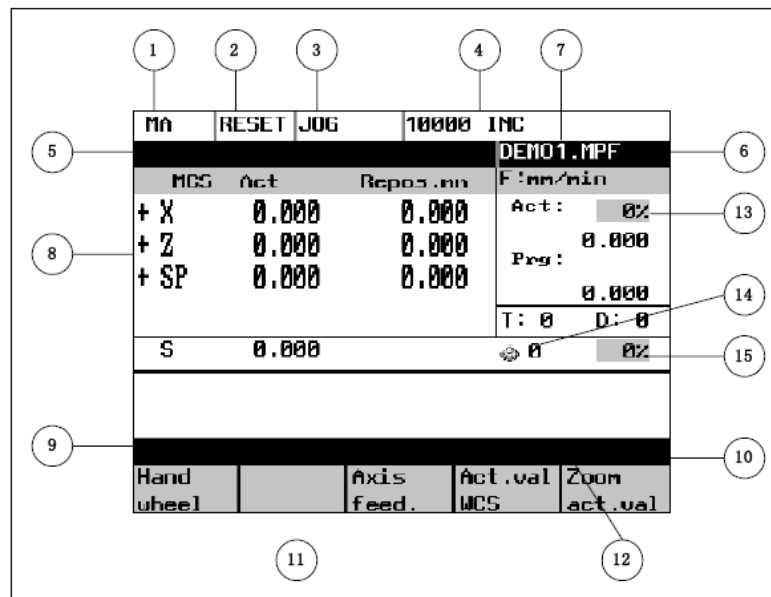 1 2 3 4 7
MA RESET JOG 10000 INC
5 DEMO1.MPF 6
MCS Act Repos.mn F:mm/min
+ X 0.000 0.000 Act: 0% 13
8 + Z 0.000 0.000 0.000
Prg:
+ SP 0.000 0.000 0.000
14
T: 0 D: 0
S 0.000 0 0% 15
9 10
Hand wheel Axis feed. Act.val WCS Zoom act.val
11 12